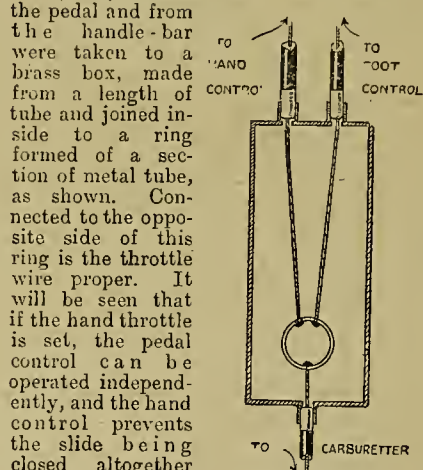 the pedal and from
the handle-bar
were taken to a
brass box, made
from a length of
tube and joined in-
side to a ring
formed of a sec-
tion of metal tube,
as shown. Con-
nected to the oppo-
site side of this
ring is the throttle
wire proper. It
will be seen that
if the hand throttle
is set, the pedal
control can be
operated independ-
ently, and the hand
control prevents
the slide being
closed altogether
TO
HAND
CONTROL
TO
FOOT
CONTROL
TO CARBURETTER